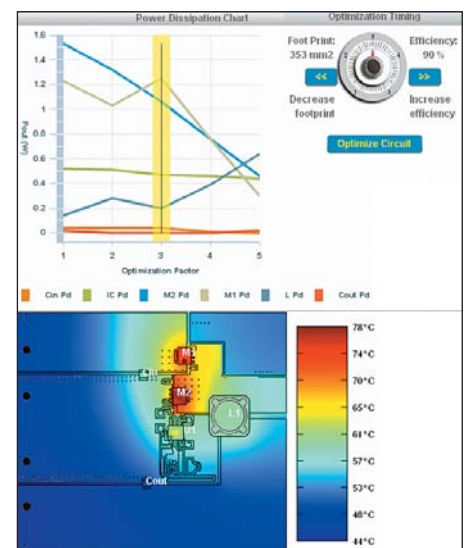 Power Dissipation Chart
Optimization Tuning
1.6
1.4
1.2
1
0.8
0.6
0.4
0.2
0
Pout (W)
1 2 3 4 5
Optimization Factor
Foot Print:
353 mm2
Efficiency:
90 %
<<
>>
Decrease
footprint
Increase
efficiency
Optimize Circuit
Cin Pd IC Pd M2 Pd M1 Pd L Pd Cout Pd
M2
L1
U1
Cout
78°C
74°C
70°C
65°C
61°C
57°C
53°C
48°C
44°C